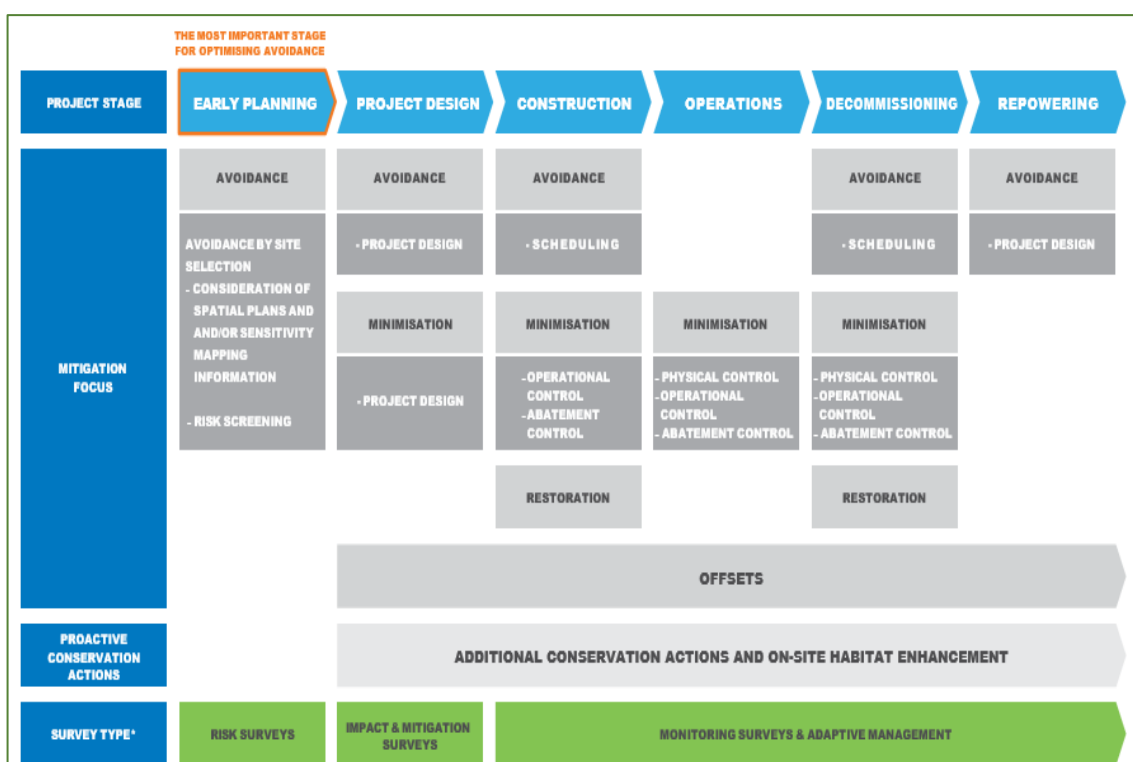 THE MOST IMPORTANT STAGE
FOR OPTIMISING AVOIDANCE
PROJECT STAGE
EARLY PLANNING
PROJECT DESIGN
CONSTRUCTION
OPERATIONS
DECOMMISSIONING
REPOWERING
MITIGATION
FOCUS
AVOIDANCE
AVOIDANCE
AVOIDANCE
AVOIDANCE
AVOIDANCE
AVOIDANCE BY SITE
SELECTION
- CONSIDERATION OF
SPATIAL PLANS AND
AND/OR SENSITIVITY
MAPPING
INFORMATION
- RISK SCREENING
- PROJECT DESIGN
- SCHEDULING
- SCHEDULING
- PROJECT DESIGN
MINIMISATION
MINIMISATION
MINIMISATION
MINIMISATION
- PROJECT DESIGN
- OPERATIONAL
CONTROL
- ABATEMENT
CONTROL
- PHYSICAL CONTROL
- OPERATIONAL
CONTROL
- ABATEMENT CONTROL
- PHYSICAL CONTROL
- OPERATIONAL
CONTROL
- ABATEMENT CONTROL
RESTORATION
RESTORATION
OFFSETS
PROACTIVE
CONSERVATION
ACTIONS
ADDITIONAL CONSERVATION ACTIONS AND ON-SITE HABITAT ENHANCEMENT
SURVEY TYPE*
RISK SURVEYS
IMPACT & MITIGATION
SURVEYS
MONITORING SURVEYS & ADAPTIVE MANAGEMENT